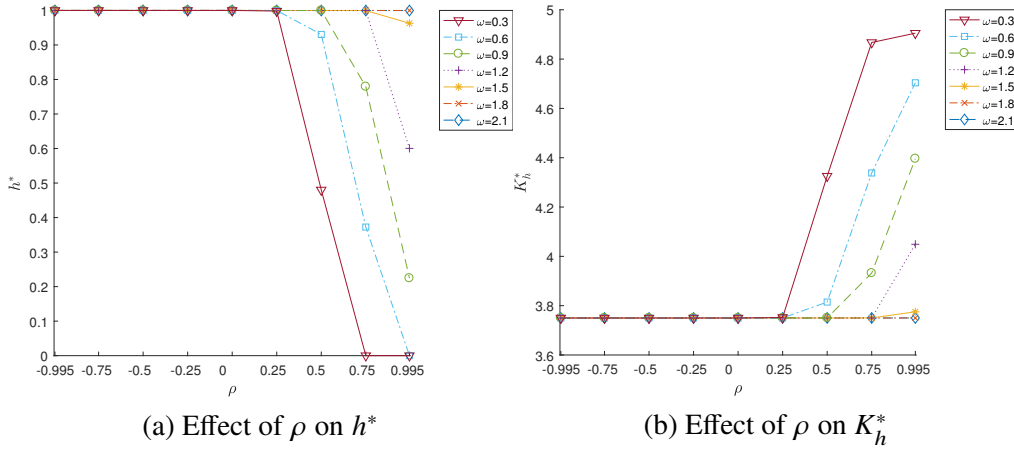 1
0.9
0.8
0.7
0.6
0.5
0.4
0.3
0.2
0.1
0
h*
-0.995 -0.75 -0.5 -0.25 0 0.25 0.5 0.75 0.995
ρ
ω=0.3
ω=0.6
ω=0.9
ω=1.2
ω=1.5
ω=1.8
ω=2.1
(a) Effect of ρ on h*
5
4.8
4.6
4.4
4.2
4
3.8
3.6
K*h
-0.995 -0.75 -0.5 -0.25 0 0.25 0.5 0.75 0.995
ρ
ω=0.3
ω=0.6
ω=0.9
ω=1.2
ω=1.5
ω=1.8
ω=2.1
(b) Effect of ρ on K*h